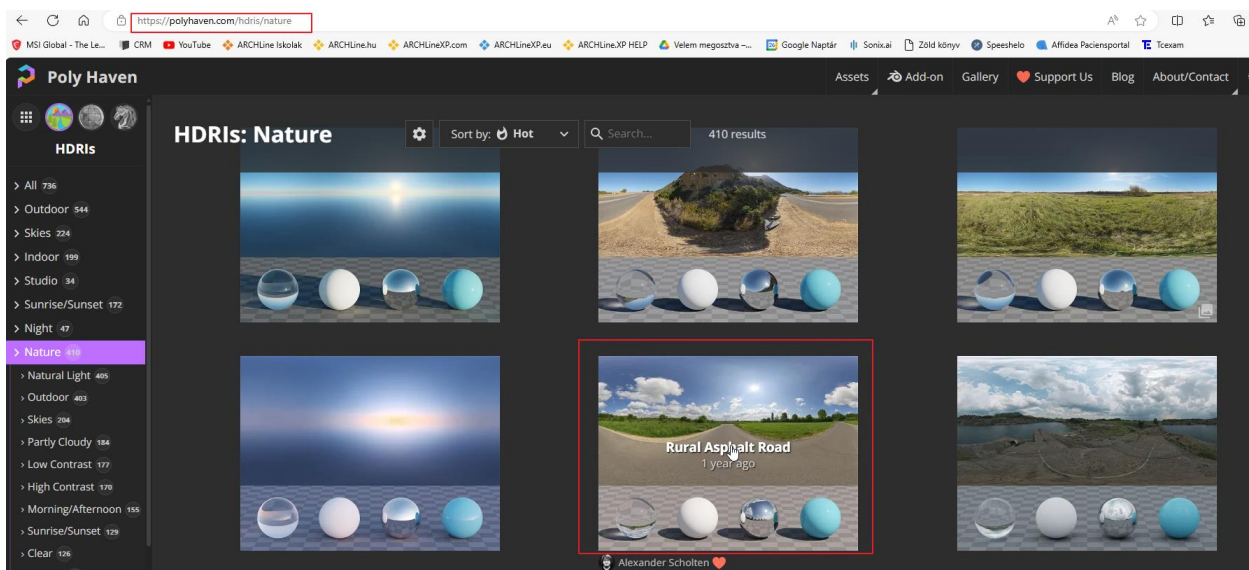 https://polyhaven.com/hdris/nature
MSI Global - The Le... CRM YouTube ARCHLine Iskolak ARCHLine.hu ARCHLineXP.com ARCHLineXP.eu ARCHLine.XP HELP Velem megosztva –... Google Naptár Sonix.ai Zöld könyv Speeshelo Affidea Paciensportal Tcexam
Poly Haven
Assets Add-on Gallery Support Us Blog About/Contact
HDRIs
HDRIs: Nature
Sort by: Hot
Search...
410 results
All 736
Outdoor 544
Skies 224
Indoor 199
Studio 34
Sunrise/Sunset 172
Night 47
Nature 410
Natural Light 405
Outdoor 403
Skies 204
Partly Cloudy 184
Low Contrast 177
High Contrast 170
Morning/Afternoon 155
Sunrise/Sunset 129
Clear 126
Rural Asphalt Road
1 year ago
Alexander Scholten